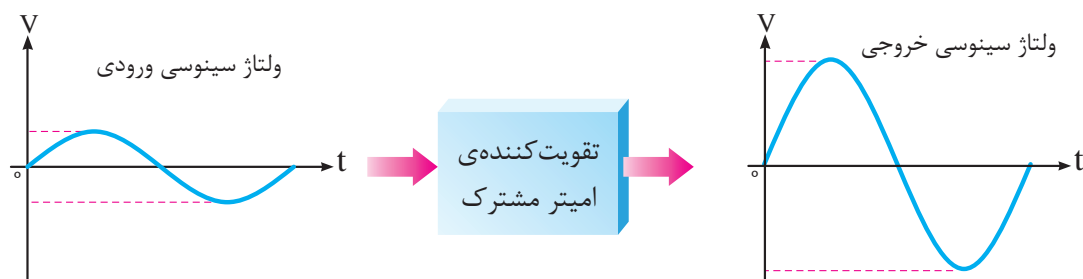 V
ولتاژ سینوسی ورودی
t
o
تقویت‌کننده‌ی
امیتر مشترک
V
ولتاژ سینوسی خروجی
t
o